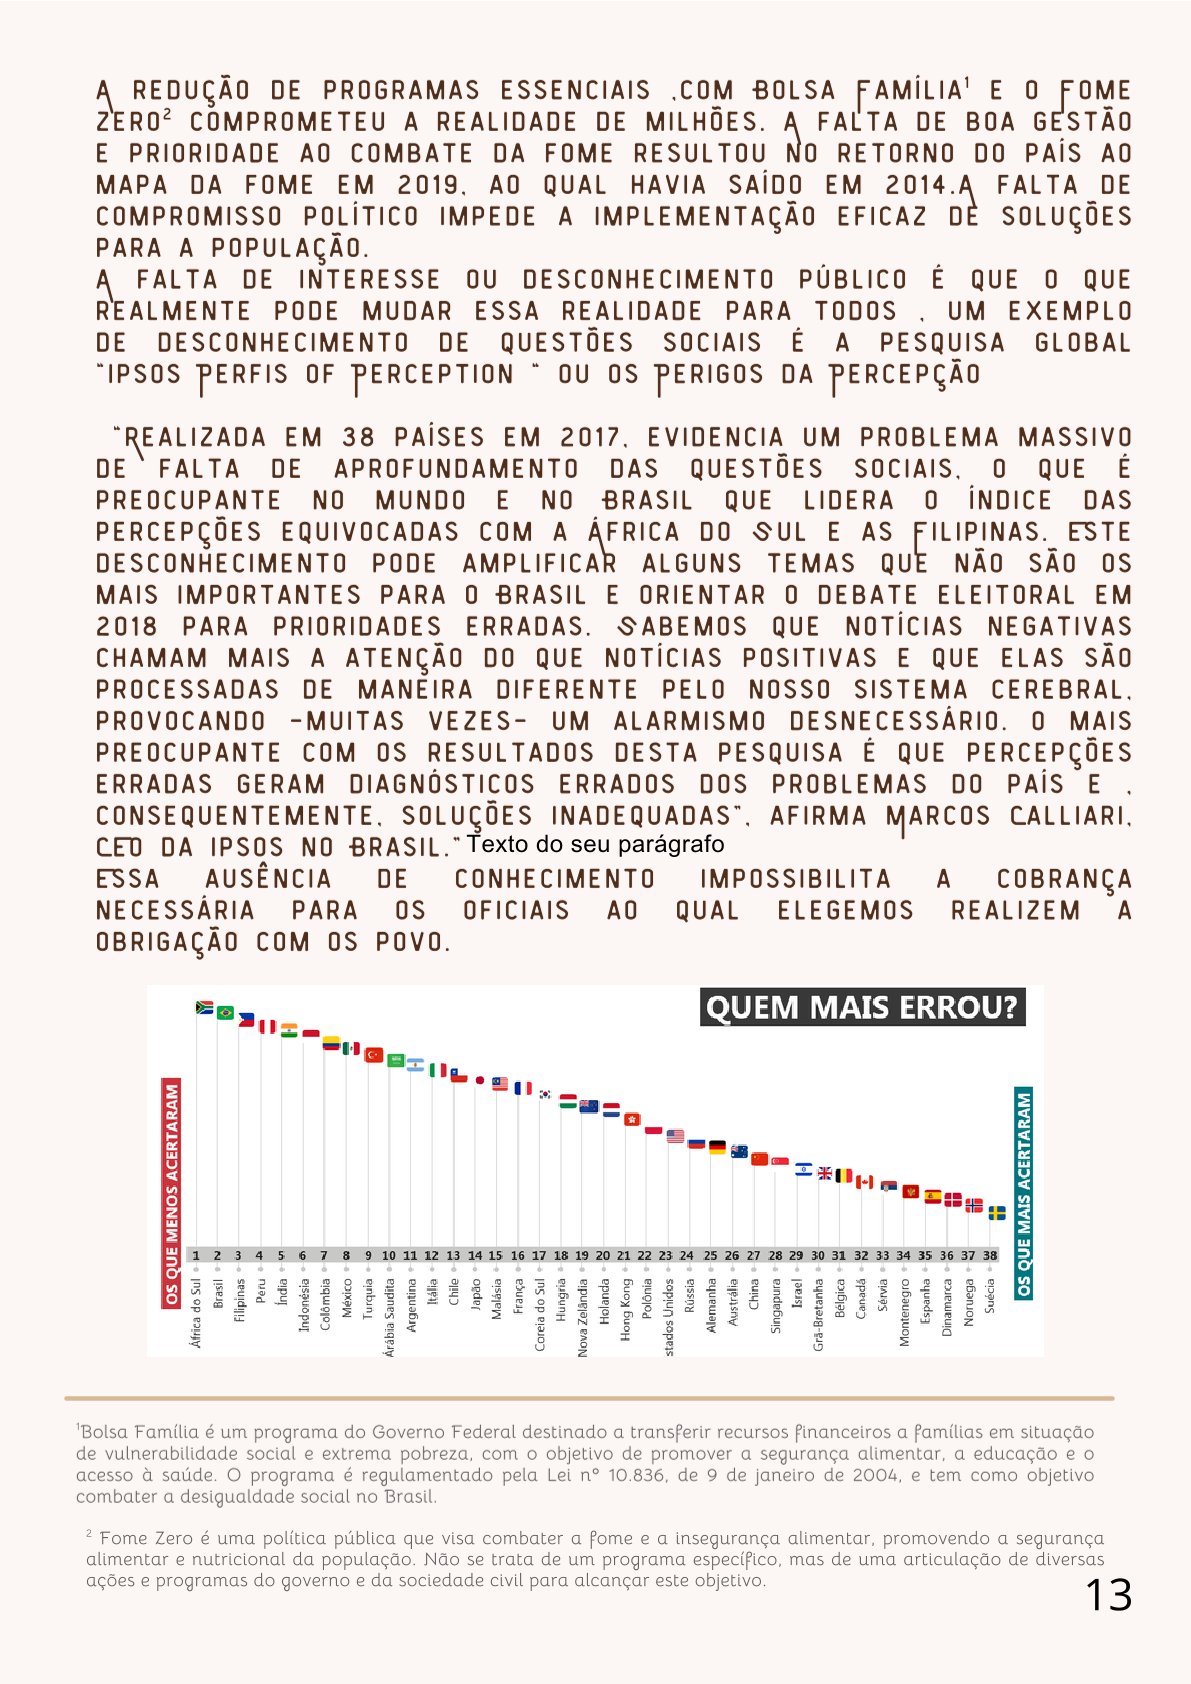 A redução de programas essenciais ,com Bolsa Família¹ e o Fome
zero² comprometeu a realidade de milhões. A falta de boa gestão
e prioridade ao combate da fome resultou no retorno do país ao
mapa da fome em 2019, ao qual havia saído em 2014.A falta de
compromisso político impede a implementação eficaz de soluções
para a população.
A falta de interesse ou desconhecimento público é que o que
realmente pode mudar essa realidade para todos , um exemplo
de desconhecimento de questões sociais é a pesquisa global
"ipsos Perfis of Perception " ou os Perigos da Percepção
"Realizada em 38 países em 2017, evidencia um problema massivo
de falta de aprofundamento das questões sociais, o que é
preocupante no mundo e no Brasil que lidera o índice das
percepções equivocadas com a África do Sul e as Filipinas. Este
desconhecimento pode amplificar alguns temas que não são os
mais importantes para o Brasil e orientar o debate eleitoral em
2018 para prioridades erradas. Sabemos que notícias negativas
chamam mais a atenção do que notícias positivas e que elas são
processadas de maneira diferente pelo nosso sistema cerebral,
provocando -muitas vezes- um alarmismo desnecessário. O mais
preocupante com os resultados desta pesquisa é que percepções
erradas geram diagnósticos errados dos problemas do país e ,
consequentemente, soluções inadequadas", afirma Marcos Calliari,
CEO da ipsos no Brasil." Texto do seu parágrafo
Essa ausência de conhecimento impossibilita a cobrança
necessária para os oficiais ao qual elegemos realizem a
obrigação com os povo.
QUEM MAIS ERROU?
OS QUE MENOS ACERTARAM
OS QUE MAIS ACERTARAM
1 2 3 4 5 6 7 8 9 10 11 12 13 14 15 16 17 18 19 20 21 22 23 24 25 26 27 28 29 30 31 32 33 34 35 36 37 38
África do Sul
Brasil
Filipinas
Peru
Índia
Indonésia
Colômbia
México
Turquia
Arábia Saudita
Argentina
Itália
Chile
Japão
Malásia
França
Coreia do Sul
Hungria
Nova Zelândia
Holanda
Hong Kong
Polônia
stados Unidos
Rússia
Alemanha
Austrália
China
Singapura
Israel
Grã-Bretanha
Bélgica
Canadá
Sérvia
Montenegro
Espanha
Dinamarca
Noruega
Suécia
¹Bolsa Família é um programa do Governo Federal destinado a transferir recursos financeiros a famílias em situação
de vulnerabilidade social e extrema pobreza, com o objetivo de promover a segurança alimentar, a educação e o
acesso à saúde. O programa é regulamentado pela Lei nº 10.836, de 9 de janeiro de 2004, e tem como objetivo
combater a desigualdade social no Brasil.
² Fome Zero é uma política pública que visa combater a fome e a insegurança alimentar, promovendo a segurança
alimentar e nutricional da população. Não se trata de um programa específico, mas de uma articulação de diversas
ações e programas do governo e da sociedade civil para alcançar este objetivo.
13